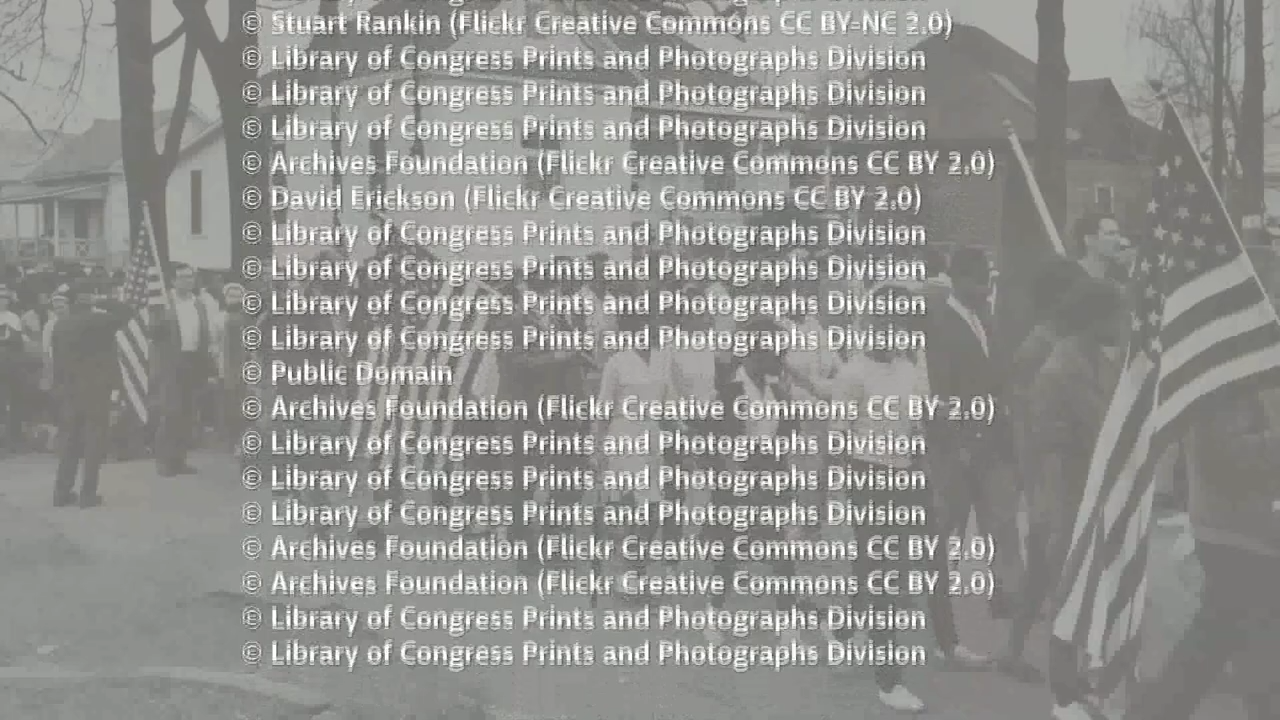 © Stuart Rankin (Flickr Creative Commons CC BY-NC 2.0)
© Library of Congress Prints and Photographs Division
© Library of Congress Prints and Photographs Division
© Library of Congress Prints and Photographs Division
© Archives Foundation (Flickr Creative Commons CC BY 2.0)
© David Erickson (Flickr Creative Commons CC BY 2.0)
© Library of Congress Prints and Photographs Division
© Library of Congress Prints and Photographs Division
© Library of Congress Prints and Photographs Division
© Library of Congress Prints and Photographs Division
© Public Domain
© Archives Foundation (Flickr Creative Commons CC BY 2.0)
© Library of Congress Prints and Photographs Division
© Library of Congress Prints and Photographs Division
© Library of Congress Prints and Photographs Division
© Archives Foundation (Flickr Creative Commons CC BY 2.0)
© Archives Foundation (Flickr Creative Commons CC BY 2.0)
© Library of Congress Prints and Photographs Division
© Library of Congress Prints and Photographs Division